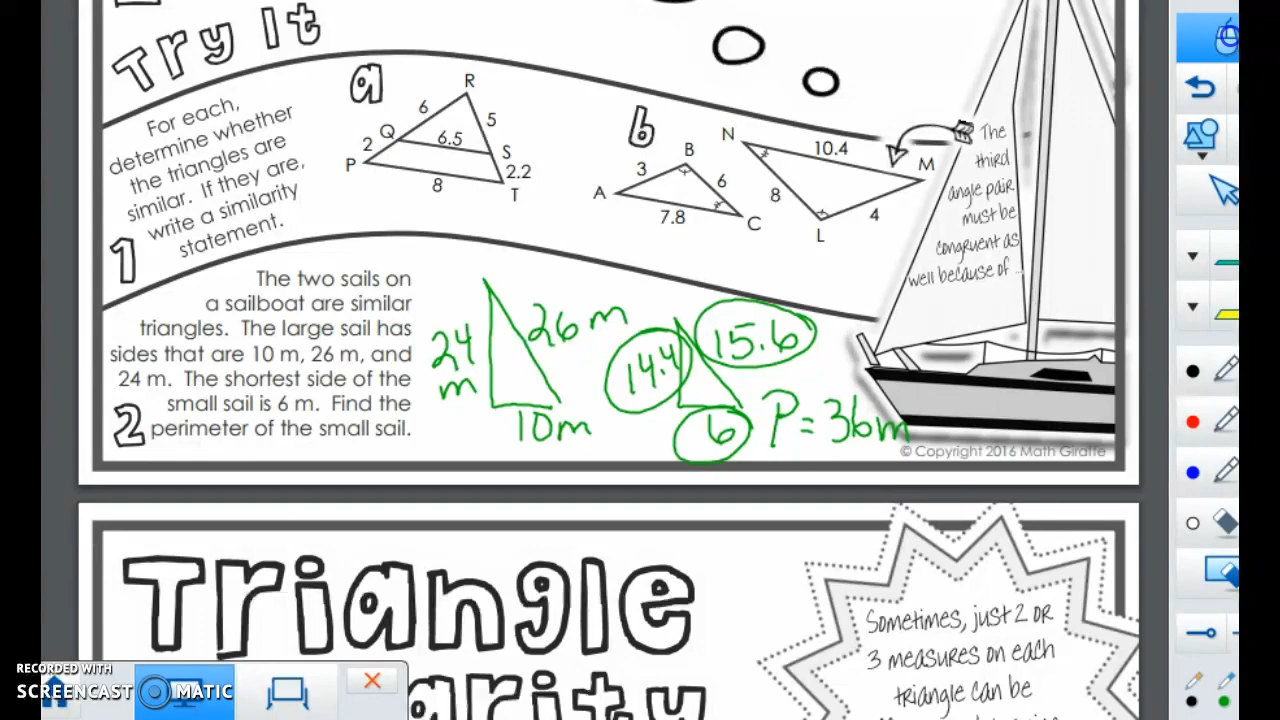 Try It
For each,
determine whether
the triangles are
similar. If they are,
write a similarity
statement.
1
a
R
6
5
Q
6.5
2
S
P
2.2
8
T
b
B
3
6
A
7.8
C
N
10.4
M
8
4
L
The
third
angle pair
must be
congruent as
well because of ...
The two sails on
a sailboat are similar
triangles. The large sail has
sides that are 10 m, 26 m, and
24 m. The shortest side of the
small sail is 6 m. Find the
perimeter of the small sail.
2
24
m
26 m
10m
14.4
15.6
6
P = 36m
© Copyright 2016 Math Giraffe
Triangle
Sometimes, just 2 or
3 measures on each
triangle can be
RECORDED WITH
SCREENCAST MATIC